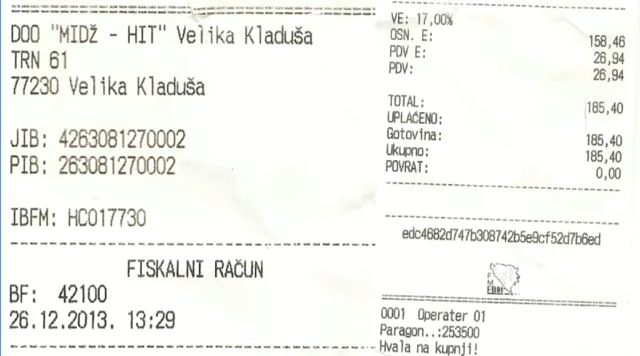 DOO "MIDŽ - HIT" Velika Kladuša
TRN 61
77230 Velika Kladuša
JIB: 4263081270002
PIB: 263081270002
IBFM: HC017730
FISKALNI RAČUN
BF: 42100
26.12.2013. 13:29
VE: 17,00%
OSN. E: 158,46
PDV E: 26,94
PDV: 26,94
TOTAL: 185,40
UPLAĆENO:
Gotovina: 185,40
Ukupno: 185,40
POVRAT: 0,00
edc4682d747b308742b5e9cf52d7b6ed
0001 Operater 01
Paragon..:253500
Hvala na kupnji!